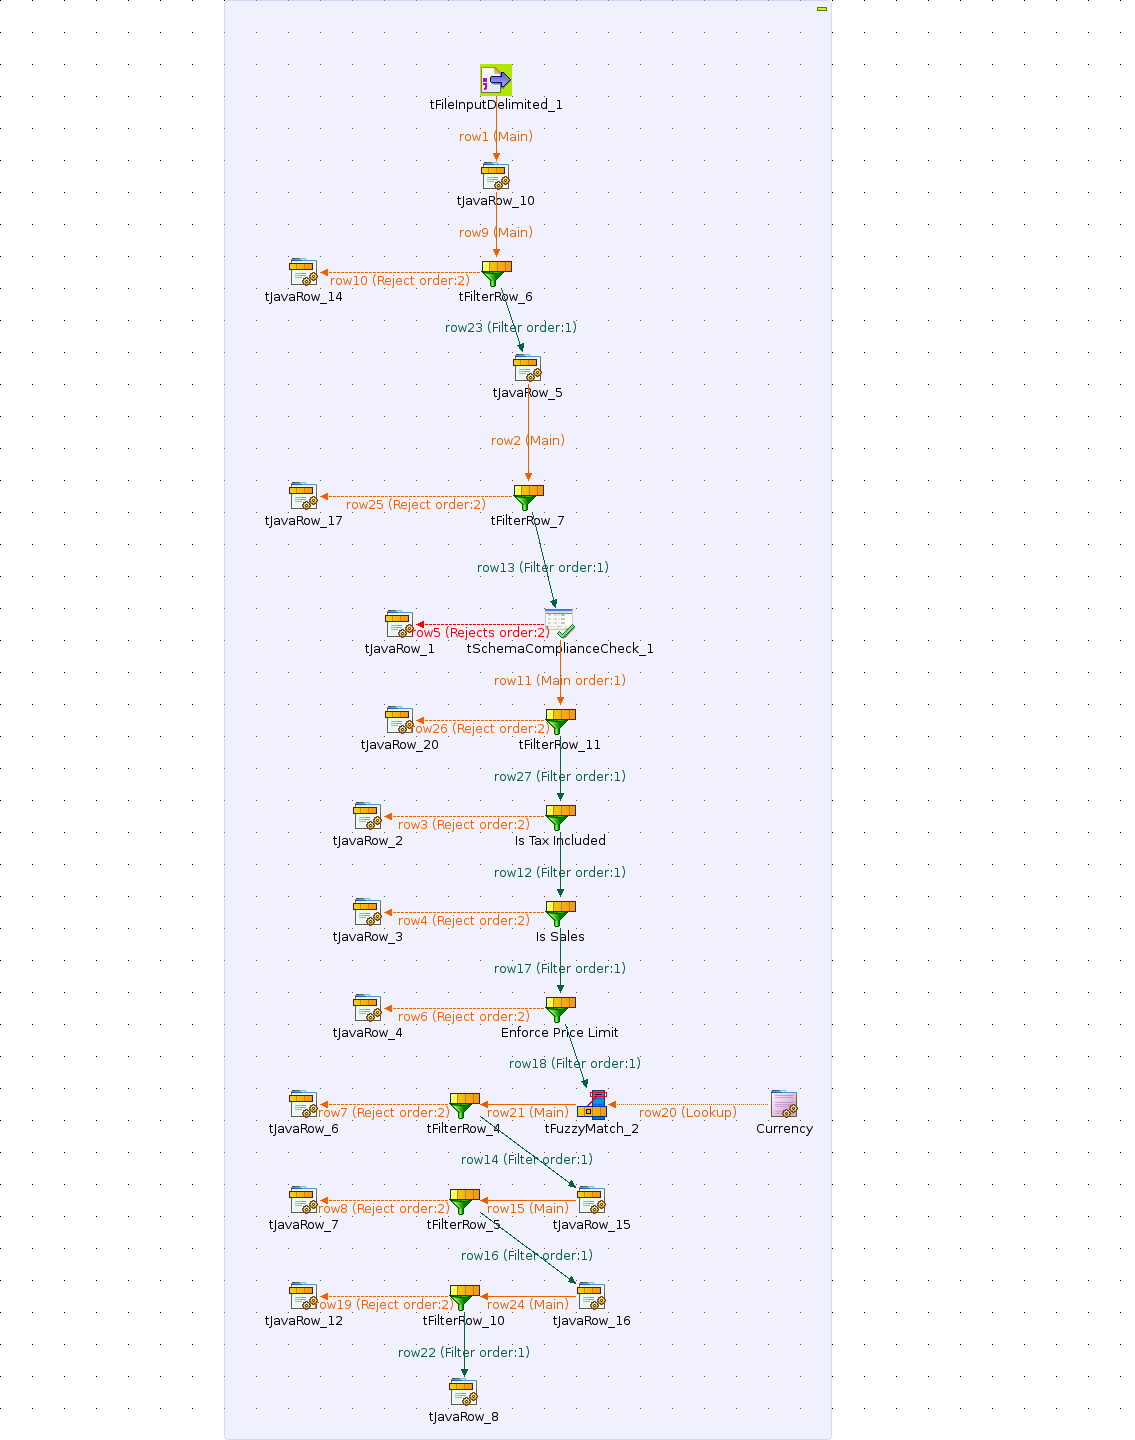 tFileInputDelimited_1
row1 (Main)
tJavaRow_10
row9 (Main)
row10 (Reject order:2)
tJavaRow_14
tFilterRow_6
row23 (Filter order:1)
tJavaRow_5
row2 (Main)
row25 (Reject order:2)
tJavaRow_17
tFilterRow_7
row13 (Filter order:1)
row5 (Rejects order:2)
tJavaRow_1
tSchemaComplianceCheck_1
row11 (Main order:1)
row26 (Reject order:2)
tJavaRow_20
tFilterRow_11
row27 (Filter order:1)
row3 (Reject order:2)
tJavaRow_2
Is Tax Included
row12 (Filter order:1)
row4 (Reject order:2)
tJavaRow_3
Is Sales
row17 (Filter order:1)
row6 (Reject order:2)
tJavaRow_4
Enforce Price Limit
row18 (Filter order:1)
row7 (Reject order:2)
row21 (Main)
row20 (Lookup)
tJavaRow_6
tFilterRow_4
tFuzzyMatch_2
Currency
row14 (Filter order:1)
row8 (Reject order:2)
row15 (Main)
tJavaRow_7
tFilterRow_5
tJavaRow_15
row16 (Filter order:1)
row19 (Reject order:2)
row24 (Main)
tJavaRow_12
tFilterRow_10
tJavaRow_16
row22 (Filter order:1)
tJavaRow_8